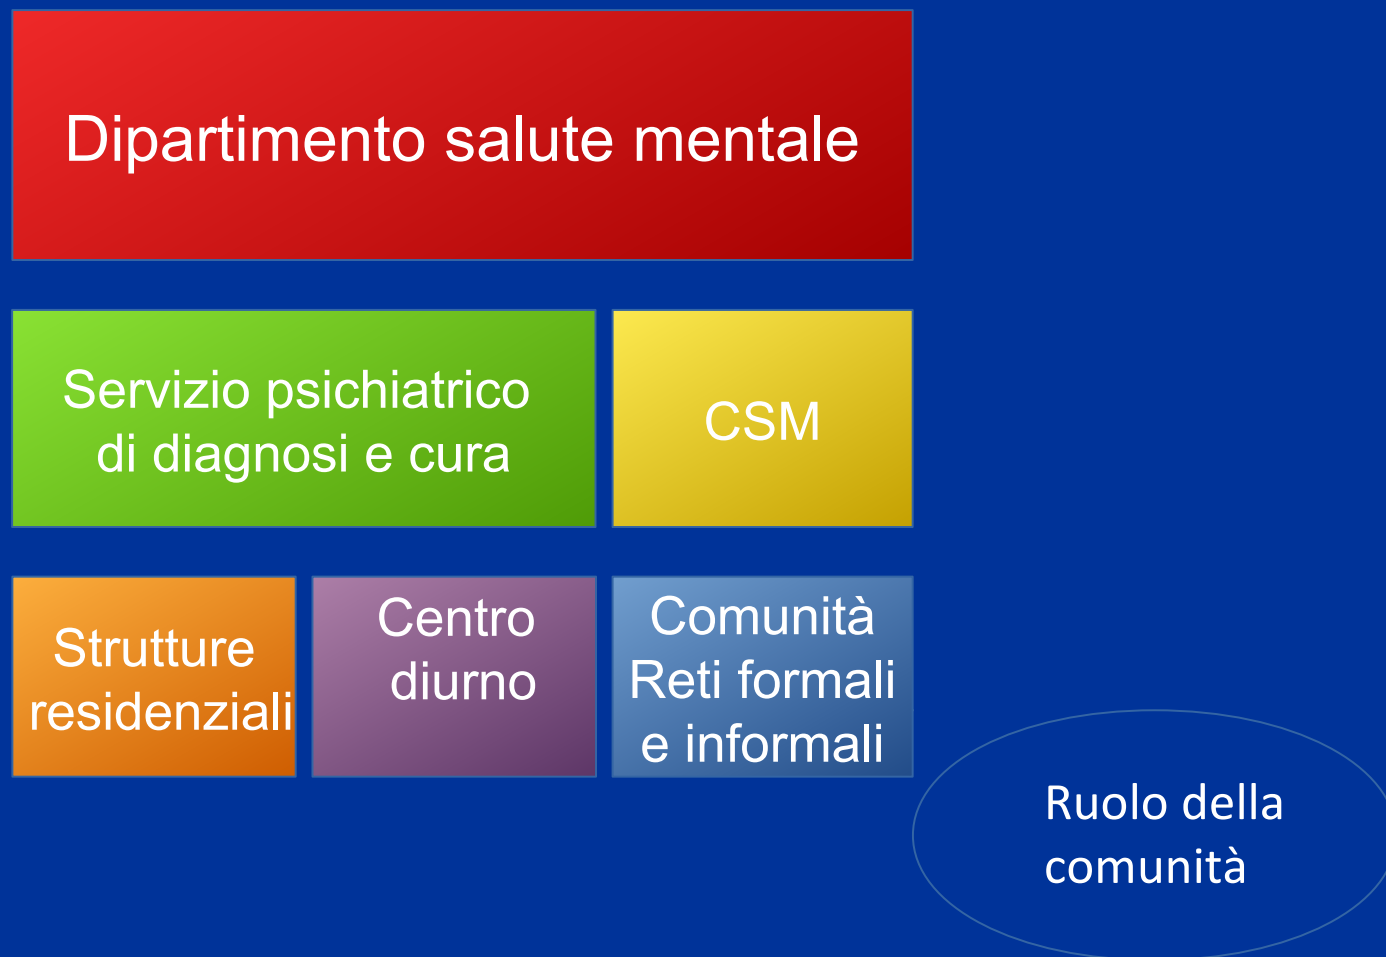 Dipartimento salute mentale
Servizio psichiatrico
di diagnosi e cura
CSM
Strutture
residenziali
Centro
diurno
Comunità
Reti formali
e informali
Ruolo della
comunità